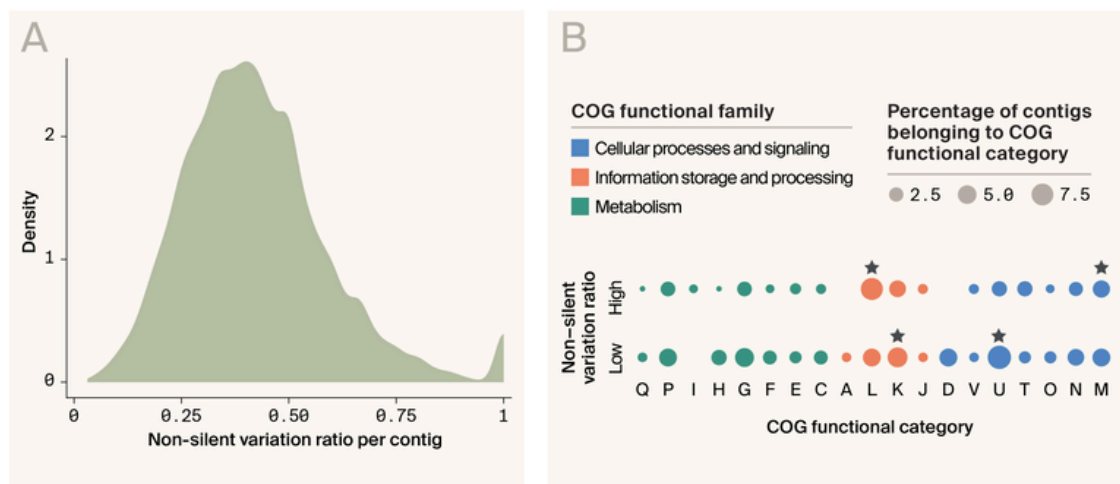 A
2
1
0
Density
0
0.25
0.50
0.75
1
Non-silent variation ratio per contig
B
COG functional family
Cellular processes and signaling
Information storage and processing
Metabolism
Percentage of contigs
belonging to COG
functional category
2.5 5.0 7.5
Non-silent
variation ratio
High
Low
Q P I H G F E C A L K J D V U T O N M
COG functional category